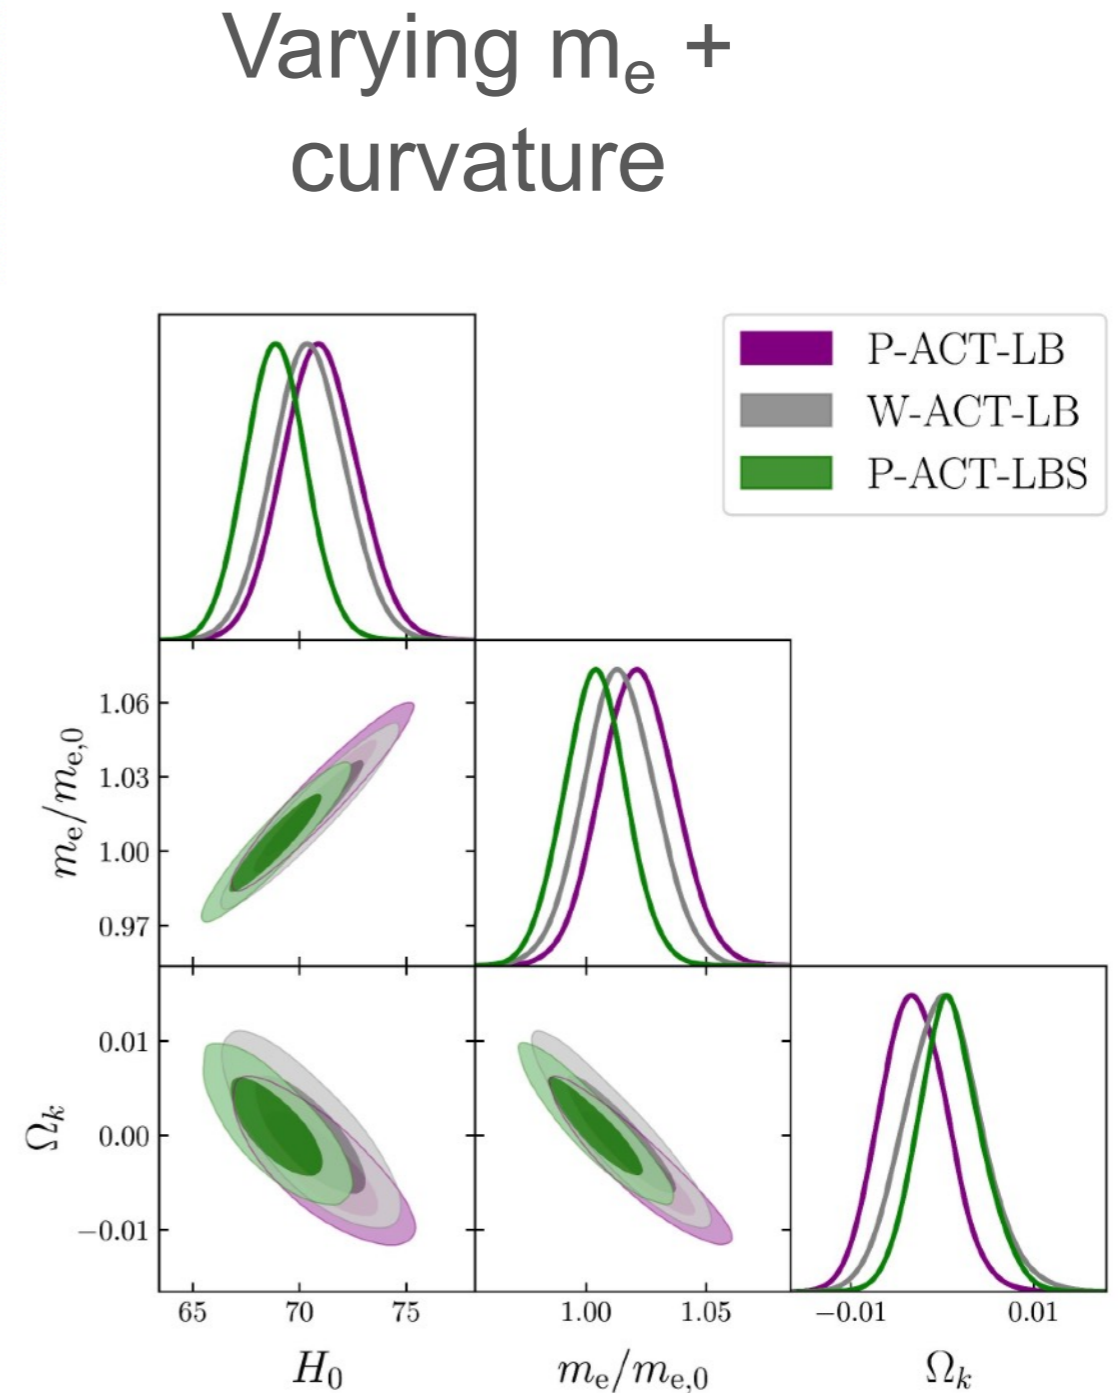 Varying mₑ +
curvature
P-ACT-LB
W-ACT-LB
P-ACT-LBS
mₑ/mₑ,₀
1.06
1.03
1.00
0.97
Ωₖ
0.01
0.00
−0.01
65 70 75
1.00 1.05
−0.01 0.01
H₀
mₑ/mₑ,₀
Ωₖ